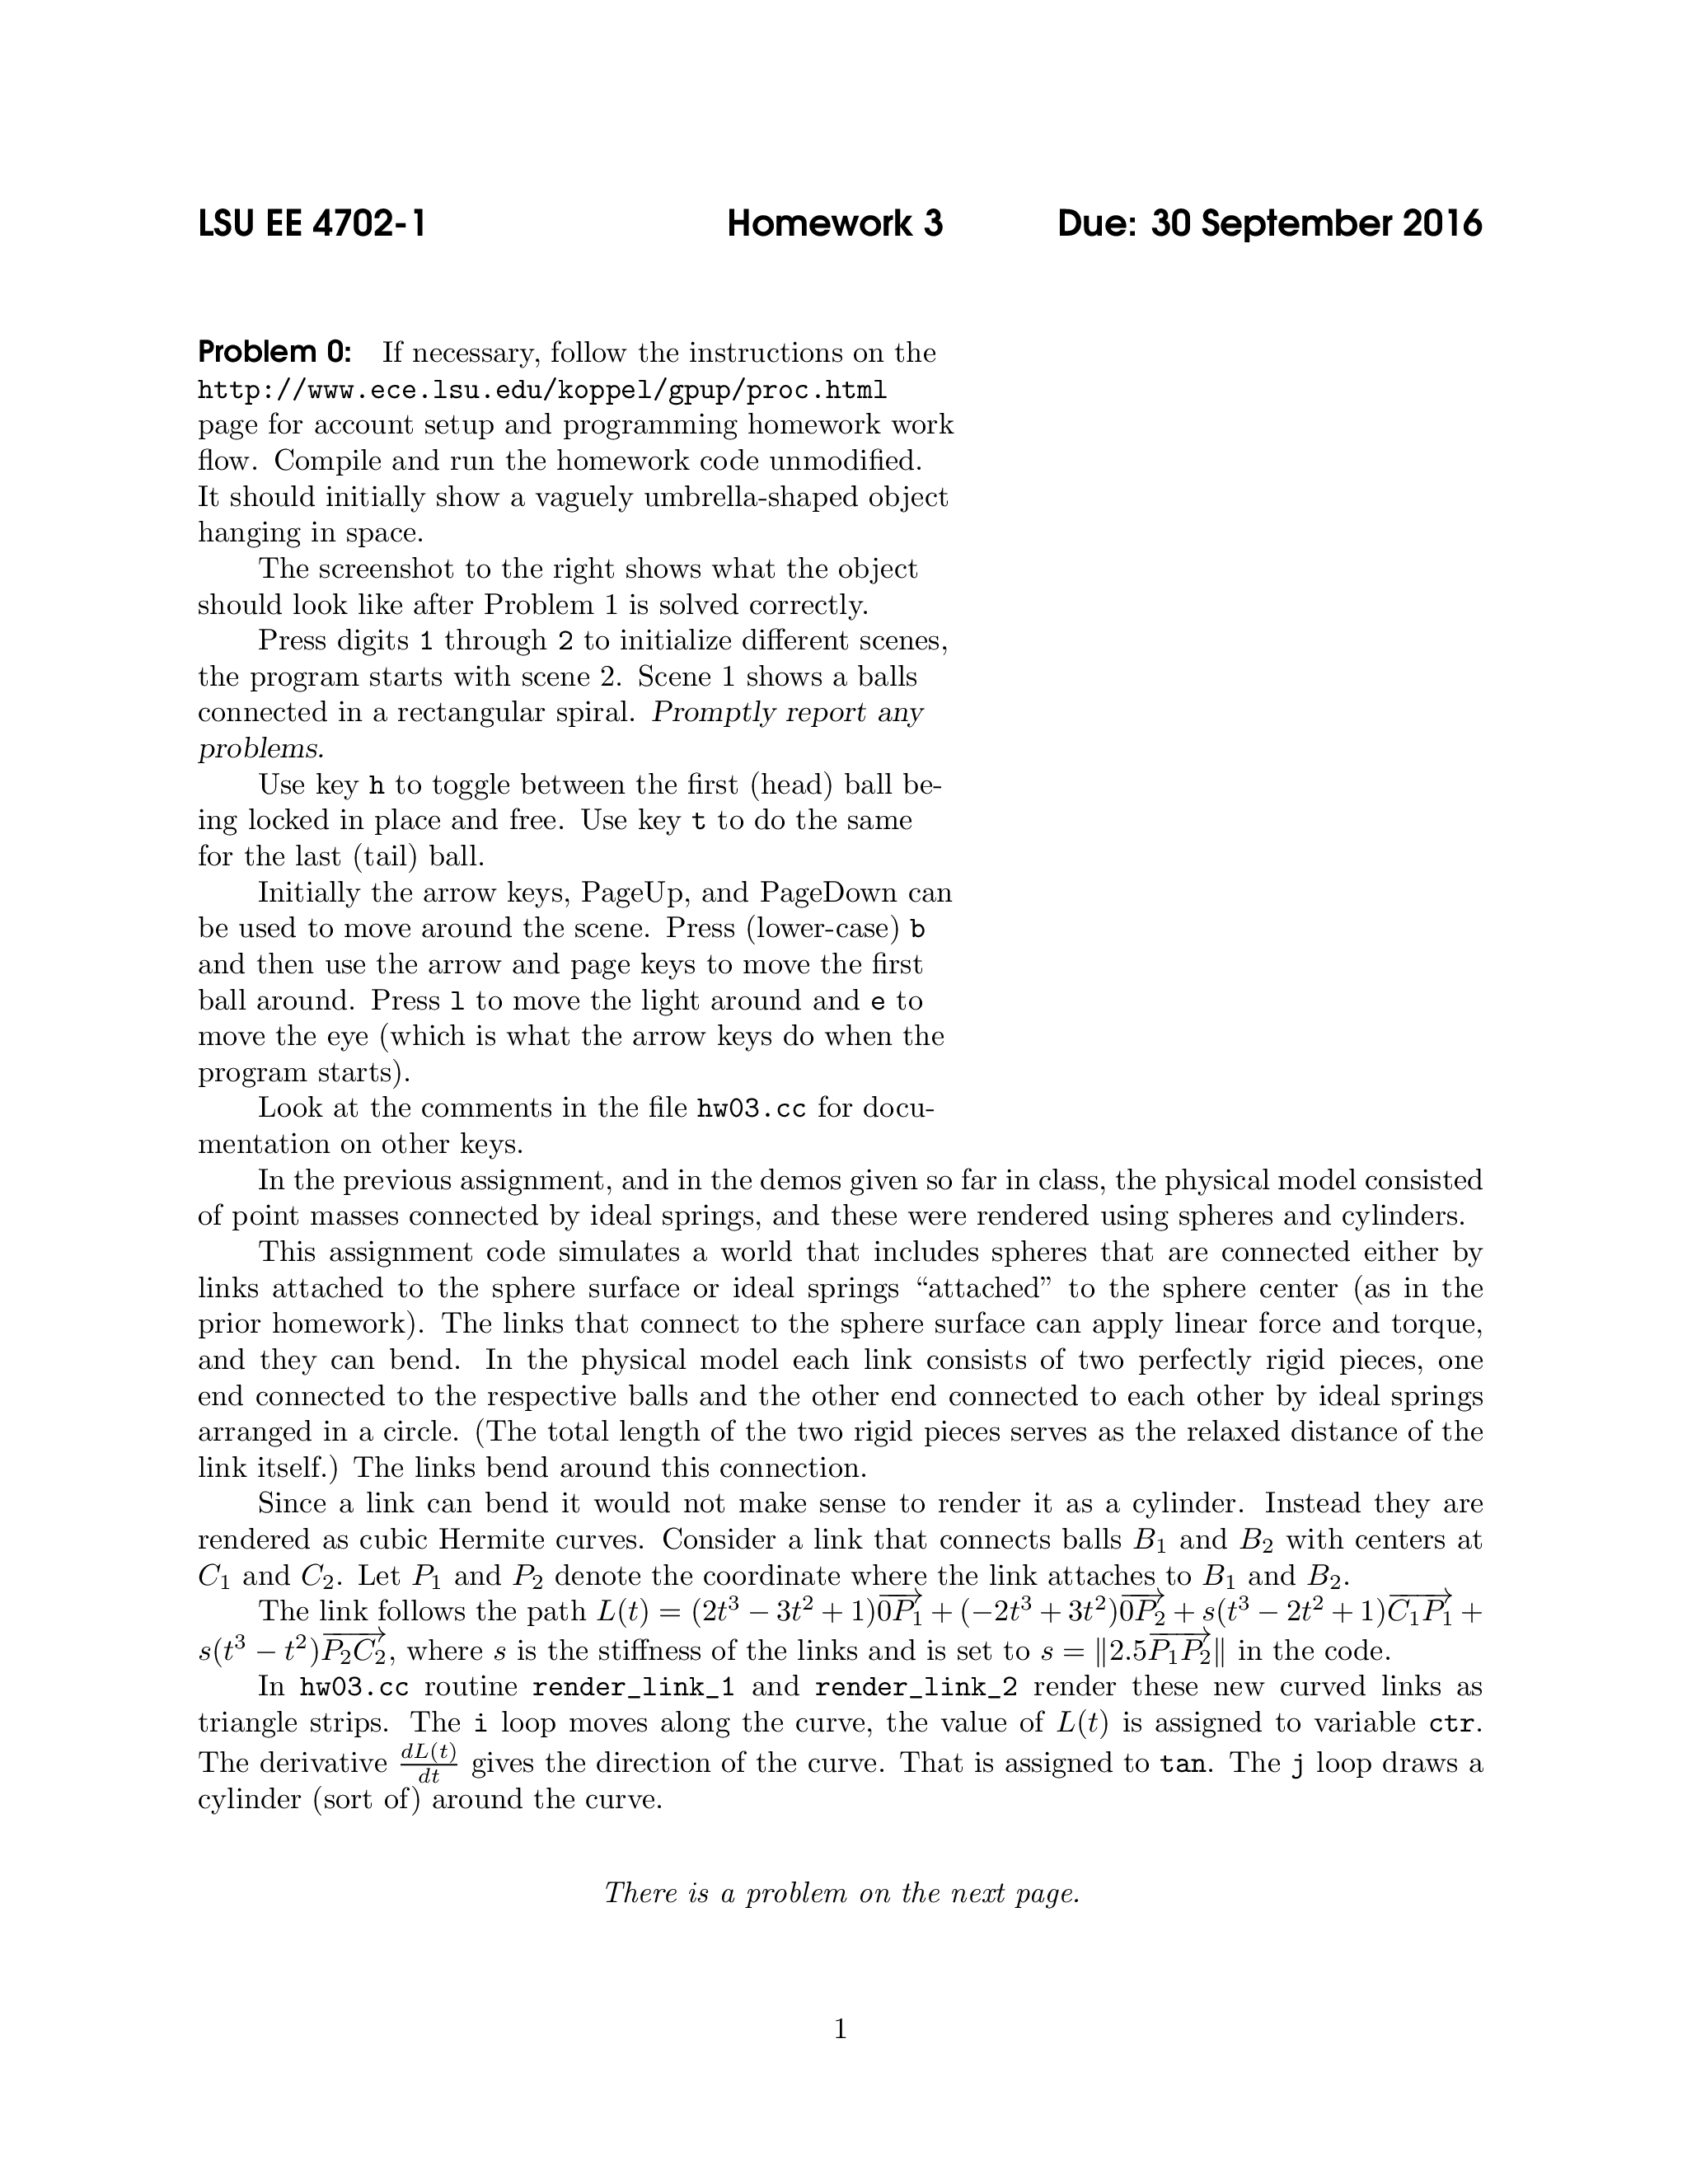 LSU EE 4702-1 Homework 3 Due: 30 September 2016
Problem 0: If necessary, follow the instructions on the
http://www.ece.lsu.edu/koppel/gpup/proc.html
page for account setup and programming homework work
flow. Compile and run the homework code unmodified.
It should initially show a vaguely umbrella-shaped object
hanging in space.
The screenshot to the right shows what the object
should look like after Problem 1 is solved correctly.
Press digits 1 through 2 to initialize different scenes,
the program starts with scene 2. Scene 1 shows a balls
connected in a rectangular spiral. Promptly report any
problems.
Use key h to toggle between the first (head) ball be-
ing locked in place and free. Use key t to do the same
for the last (tail) ball.
Initially the arrow keys, PageUp, and PageDown can
be used to move around the scene. Press (lower-case) b
and then use the arrow and page keys to move the first
ball around. Press l to move the light around and e to
move the eye (which is what the arrow keys do when the
program starts).
Look at the comments in the file hw03.cc for docu-
mentation on other keys.
In the previous assignment, and in the demos given so far in class, the physical model consisted
of point masses connected by ideal springs, and these were rendered using spheres and cylinders.
This assignment code simulates a world that includes spheres that are connected either by
links attached to the sphere surface or ideal springs “attached” to the sphere center (as in the
prior homework). The links that connect to the sphere surface can apply linear force and torque,
and they can bend. In the physical model each link consists of two perfectly rigid pieces, one
end connected to the respective balls and the other end connected to each other by ideal springs
arranged in a circle. (The total length of the two rigid pieces serves as the relaxed distance of the
link itself.) The links bend around this connection.
Since a link can bend it would not make sense to render it as a cylinder. Instead they are
rendered as cubic Hermite curves. Consider a link that connects balls $B_1$ and $B_2$ with centers at
$C_1$ and $C_2$. Let $P_1$ and $P_2$ denote the coordinate where the link attaches to $B_1$ and $B_2$.
The link follows the path $L(t) = (2t^3 - 3t^2 + 1)\overrightarrow{0P_1} + (-2t^3 + 3t^2)\overrightarrow{0P_2} + s(t^3 - 2t^2 + 1)\overrightarrow{C_1P_1} +$
$s(t^3 - t^2)\overrightarrow{P_2C_2}$, where $s$ is the stiffness of the links and is set to $s = \|2.5\overrightarrow{P_1P_2}\|$ in the code.
In hw03.cc routine render_link_1 and render_link_2 render these new curved links as
triangle strips. The i loop moves along the curve, the value of $L(t)$ is assigned to variable ctr.
The derivative $\frac{dL(t)}{dt}$ gives the direction of the curve. That is assigned to tan. The j loop draws a
cylinder (sort of) around the curve.
There is a problem on the next page.
1